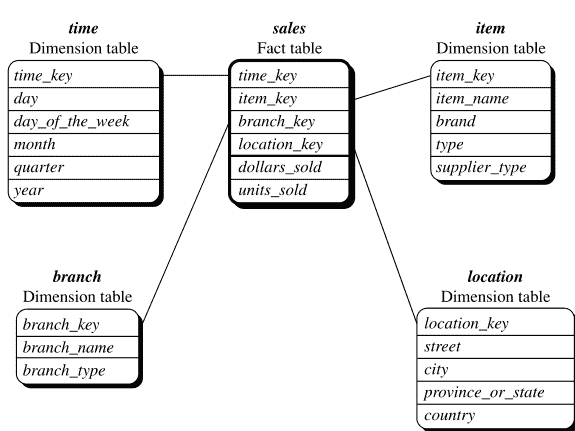 time
Dimension table
time_key
day
day_of_the_week
month
quarter
year
sales
Fact table
time_key
item_key
branch_key
location_key
dollars_sold
units_sold
item
Dimension table
item_key
item_name
brand
type
supplier_type
branch
Dimension table
branch_key
branch_name
branch_type
location
Dimension table
location_key
street
city
province_or_state
country